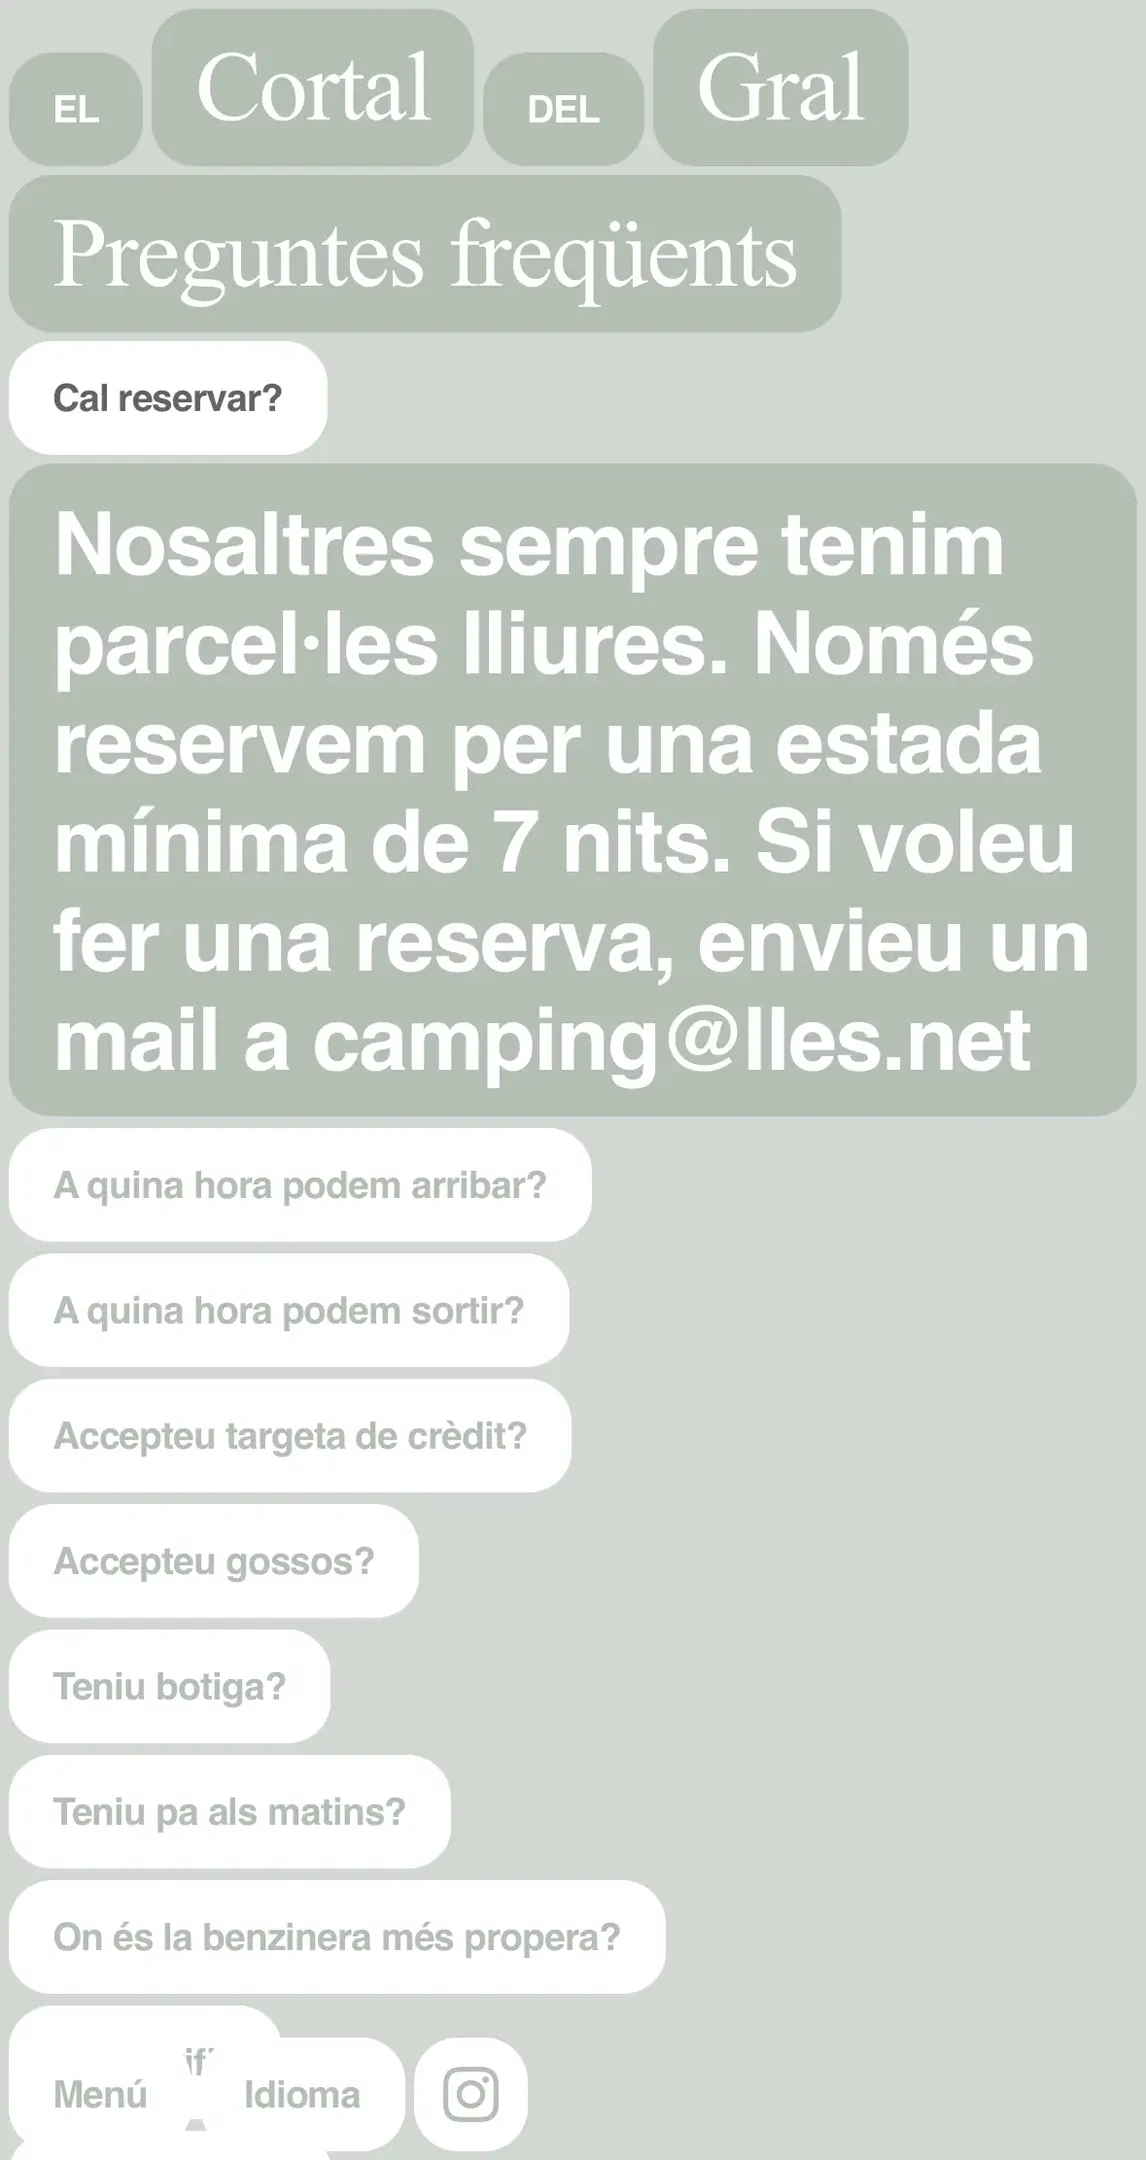 EL Cortal DEL Gral
Preguntes freqüents
Cal reservar?
Nosaltres sempre tenim
parcel·les lliures. Només
reservem per una estada
mínima de 7 nits. Si voleu
fer una reserva, envieu un
mail a camping@lles.net
A quina hora podem arribar?
A quina hora podem sortir?
Accepteu targeta de crèdit?
Accepteu gossos?
Teniu botiga?
Teniu pa als matins?
On és la benzinera més propera?
Menú Idioma